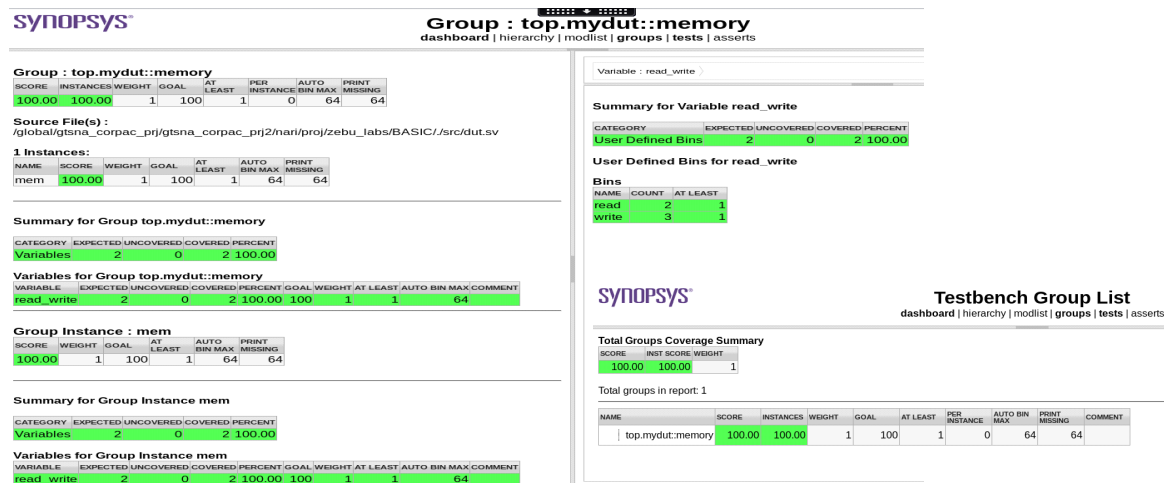 SYNOPSYS®
Group : top.mydut::memory
dashboard | hierarchy | modlist | groups | tests | asserts
Group : top.mydut::memory
SCORE INSTANCES WEIGHT GOAL AT LEAST PER INSTANCE AUTO BIN MAX PRINT MISSING
100.00 100.00 1 100 1 0 64 64
Source File(s) :
/global/gtsna_corpac_prj/gtsna_corpac_prj2/nari/proj/zebu_labs/BASIC/./src/dut.sv
1 Instances:
NAME SCORE WEIGHT GOAL AT LEAST AUTO BIN MAX PRINT MISSING
mem 100.00 1 100 1 64 64
Summary for Group top.mydut::memory
CATEGORY EXPECTED UNCOVERED COVERED PERCENT
Variables 2 0 2 100.00
Variables for Group top.mydut::memory
VARIABLE EXPECTED UNCOVERED COVERED PERCENT GOAL WEIGHT AT LEAST AUTO BIN MAX COMMENT
read_write 2 0 2 100.00 100 1 1 64
Group Instance : mem
SCORE WEIGHT GOAL AT LEAST AUTO BIN MAX PRINT MISSING
100.00 1 100 1 64 64
Summary for Group Instance mem
CATEGORY EXPECTED UNCOVERED COVERED PERCENT
Variables 2 0 2 100.00
Variables for Group Instance mem
VARIABLE EXPECTED UNCOVERED COVERED PERCENT GOAL WEIGHT AT LEAST AUTO BIN MAX COMMENT
read_write 2 0 2 100.00 100 1 1 64
Variable : read_write
Summary for Variable read_write
CATEGORY EXPECTED UNCOVERED COVERED PERCENT
User Defined Bins 2 0 2 100.00
User Defined Bins for read_write
Bins
NAME COUNT AT LEAST
read 2 1
write 3 1
SYNOPSYS®
Testbench Group List
dashboard | hierarchy | modlist | groups | tests | asserts
Total Groups Coverage Summary
SCORE INST SCORE WEIGHT
100.00 100.00 1
Total groups in report: 1
NAME SCORE INSTANCES WEIGHT GOAL AT LEAST PER INSTANCE AUTO BIN MAX PRINT MISSING COMMENT
top.mydut::memory 100.00 100.00 1 100 1 0 64 64